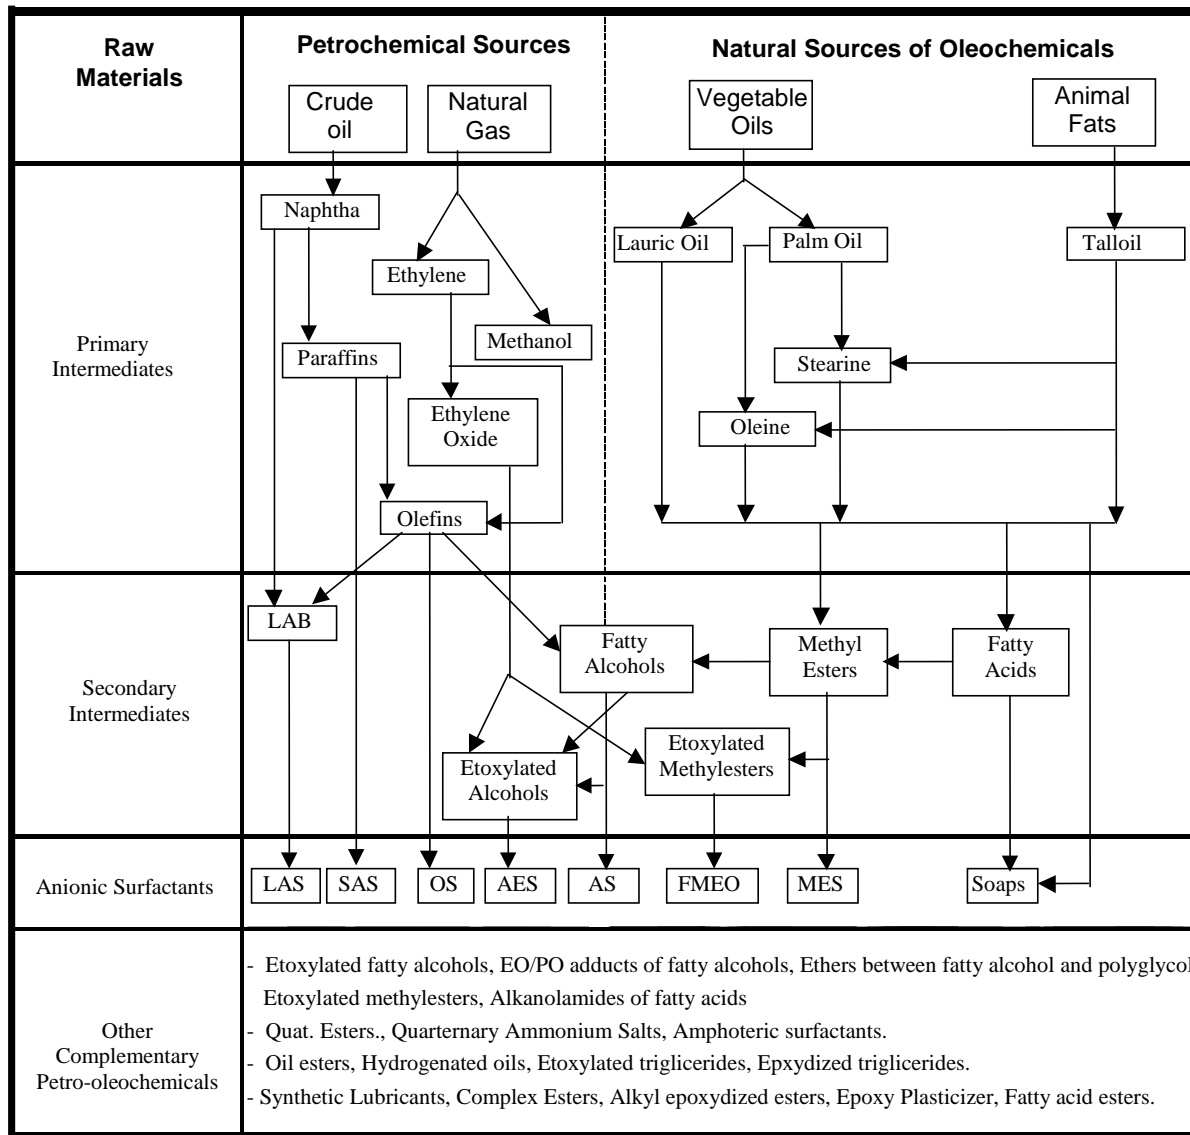 Raw
Materials
Petrochemical Sources
Natural Sources of Oleochemicals
Crude
oil
Natural
Gas
Vegetable
Oils
Animal
Fats
Primary
Intermediates
Naphtha
Lauric Oil
Palm Oil
Talloil
Ethylene
Methanol
Paraffins
Stearine
Ethylene
Oxide
Oleine
Olefins
Secondary
Intermediates
LAB
Fatty
Alcohols
Methyl
Esters
Fatty
Acids
Etoxylated
Alcohols
Etoxylated
Methylesters
Anionic Surfactants
LAS
SAS
OS
AES
AS
FMEO
MES
Soaps
Other
Complementary
Petro-oleochemicals
- Etoxylated fatty alcohols, EO/PO adducts of fatty alcohols, Ethers between fatty alcohol and polyglycol
Etoxylated methylesters, Alkanolamides of fatty acids
- Quat. Esters., Quarternary Ammonium Salts, Amphoteric surfactants.
- Oil esters, Hydrogenated oils, Etoxylated triglicerides, Epxydized triglicerides.
- Synthetic Lubricants, Complex Esters, Alkyl epoxydized esters, Epoxy Plasticizer, Fatty acid esters.